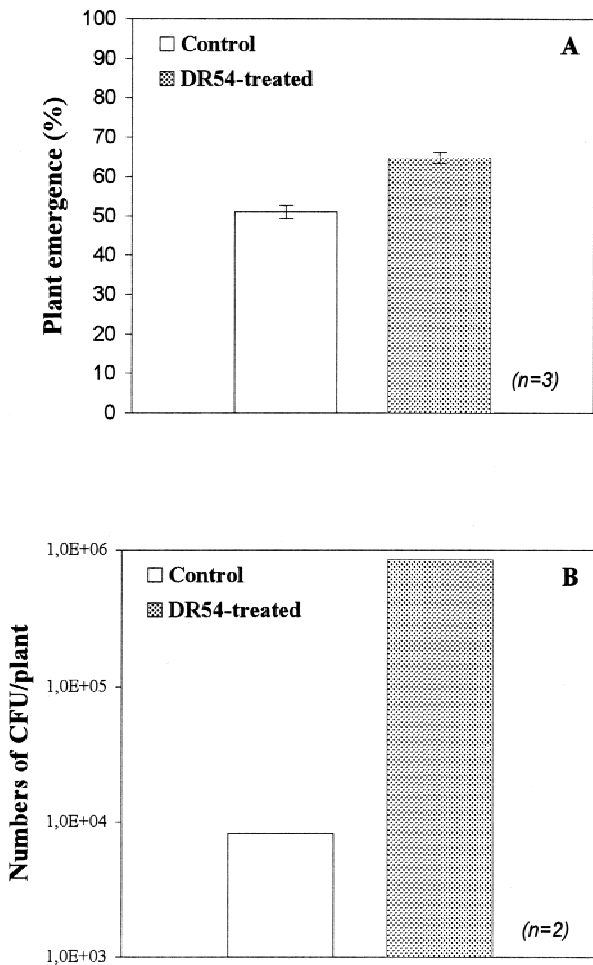 100
90
80
70
60
50
40
30
20
10
0
Plant emergence (%)
Control
DR54-treated
A
(n=3)
1,0E+06
1,0E+05
1,0E+04
1,0E+03
Numbers of CFU/plant
Control
DR54-treated
B
(n=2)